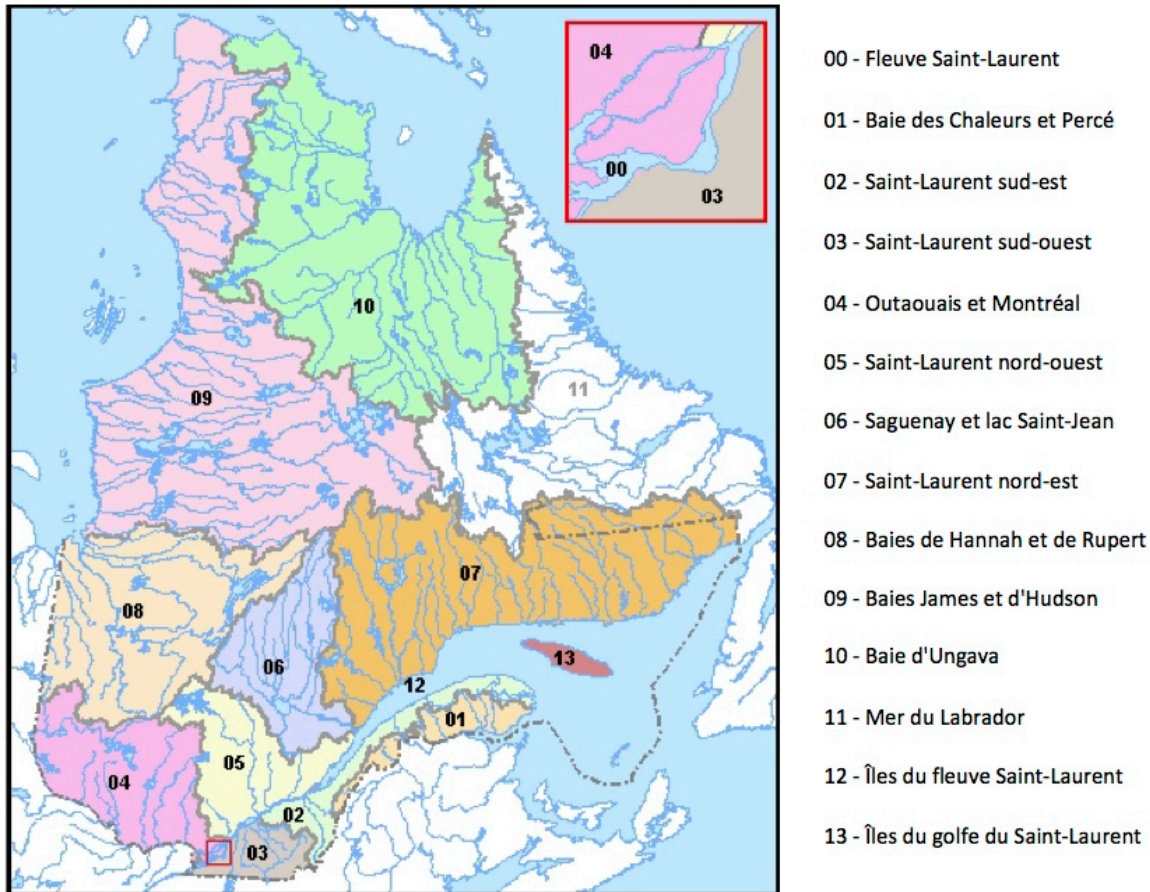 04
00
03
10
11
09
07
08
06
13
12
01
05
04
02
03
00 - Fleuve Saint-Laurent
01 - Baie des Chaleurs et Percé
02 - Saint-Laurent sud-est
03 - Saint-Laurent sud-ouest
04 - Outaouais et Montréal
05 - Saint-Laurent nord-ouest
06 - Saguenay et lac Saint-Jean
07 - Saint-Laurent nord-est
08 - Baies de Hannah et de Rupert
09 - Baies James et d'Hudson
10 - Baie d'Ungava
11 - Mer du Labrador
12 - Îles du fleuve Saint-Laurent
13 - Îles du golfe du Saint-Laurent